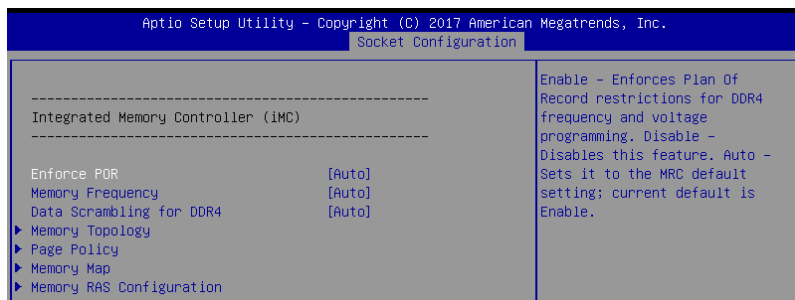 Aptio Setup Utility – Copyright (C) 2017 American Megatrends, Inc.
Socket Configuration
------------------------------------------------
Integrated Memory Controller (iMC)
------------------------------------------------
Enforce POR [Auto]
Memory Frequency [Auto]
Data Scrambling for DDR4 [Auto]
Memory Topology
Page Policy
Memory Map
Memory RAS Configuration
Enable – Enforces Plan Of
Record restrictions for DDR4
frequency and voltage
programming. Disable –
Disables this feature. Auto –
Sets it to the MRC default
setting; current default is
Enable.